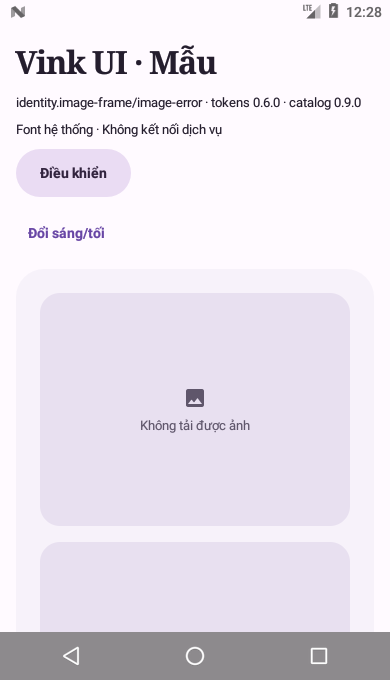 LTE 12:28
Vink UI · Mẫu
identity.image-frame/image-error · tokens 0.6.0 · catalog 0.9.0
Font hệ thống · Không kết nối dịch vụ
Điều khiển
Đổi sáng/tối
Không tải được ảnh